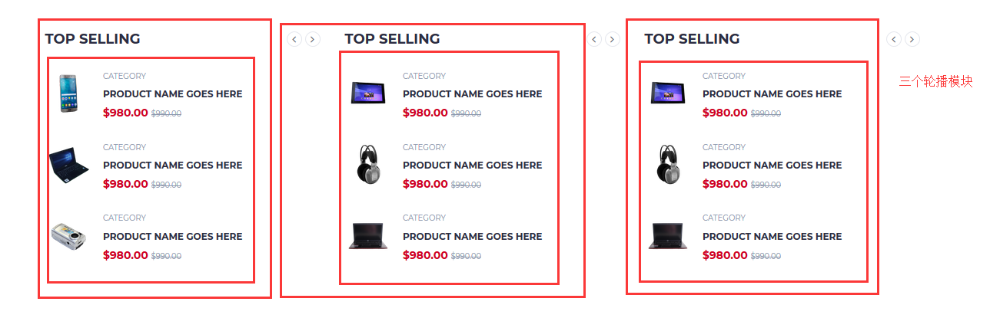 TOP SELLING
CATEGORY
PRODUCT NAME GOES HERE
$980.00 $990.00
CATEGORY
PRODUCT NAME GOES HERE
$980.00 $990.00
CATEGORY
PRODUCT NAME GOES HERE
$980.00 $990.00
TOP SELLING
CATEGORY
PRODUCT NAME GOES HERE
$980.00 $990.00
CATEGORY
PRODUCT NAME GOES HERE
$980.00 $990.00
CATEGORY
PRODUCT NAME GOES HERE
$980.00 $990.00
TOP SELLING
CATEGORY
PRODUCT NAME GOES HERE
$980.00 $990.00
CATEGORY
PRODUCT NAME GOES HERE
$980.00 $990.00
CATEGORY
PRODUCT NAME GOES HERE
$980.00 $990.00
三个轮播模块